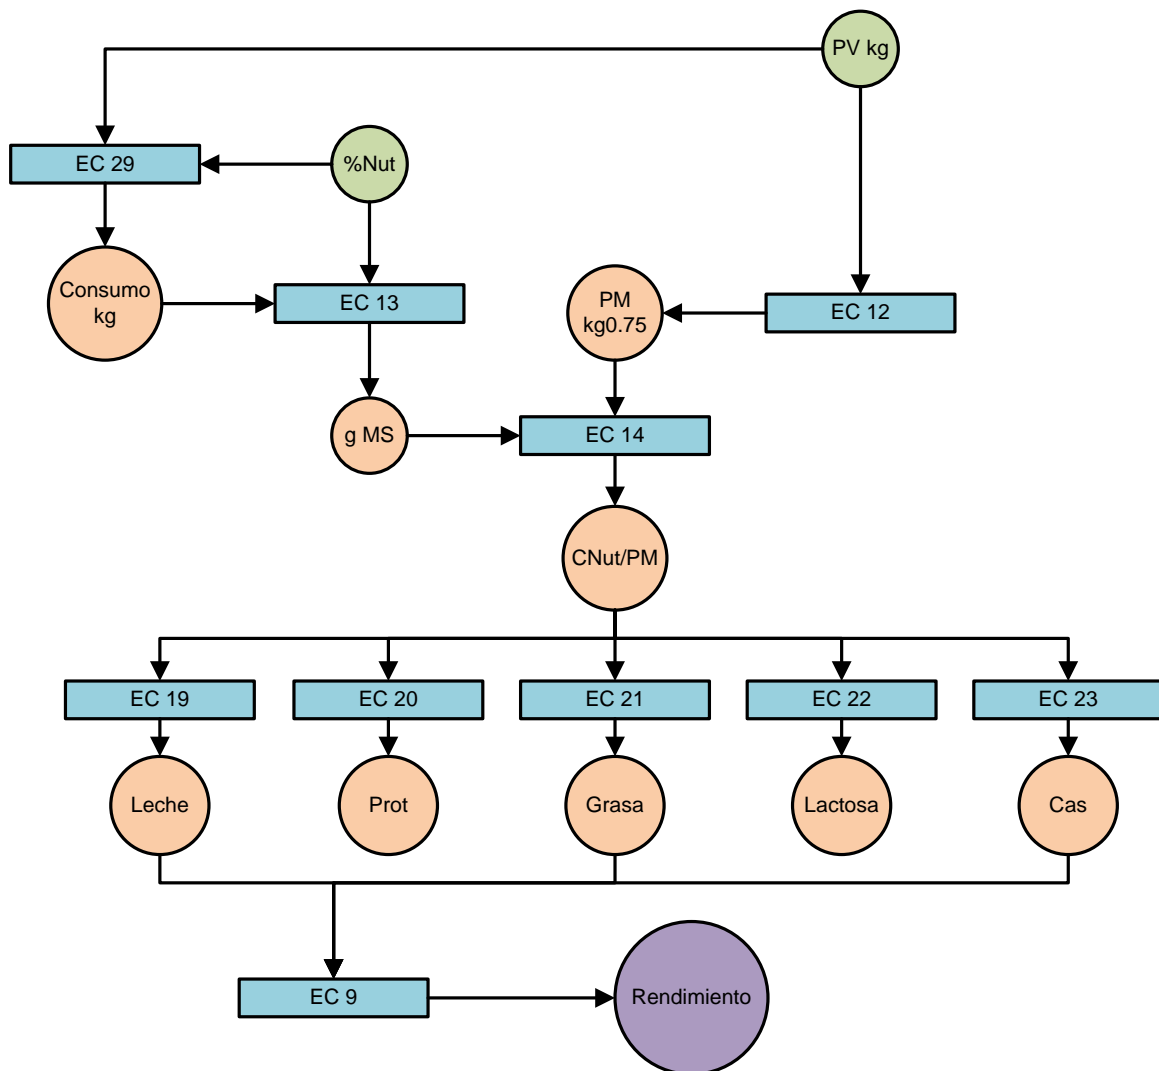 PV kg
EC 29
%Nut
Consumo
kg
EC 13
PM
kg0.75
EC 12
g MS
EC 14
CNut/PM
EC 19
EC 20
EC 21
EC 22
EC 23
Leche
Prot
Grasa
Lactosa
Cas
EC 9
Rendimiento